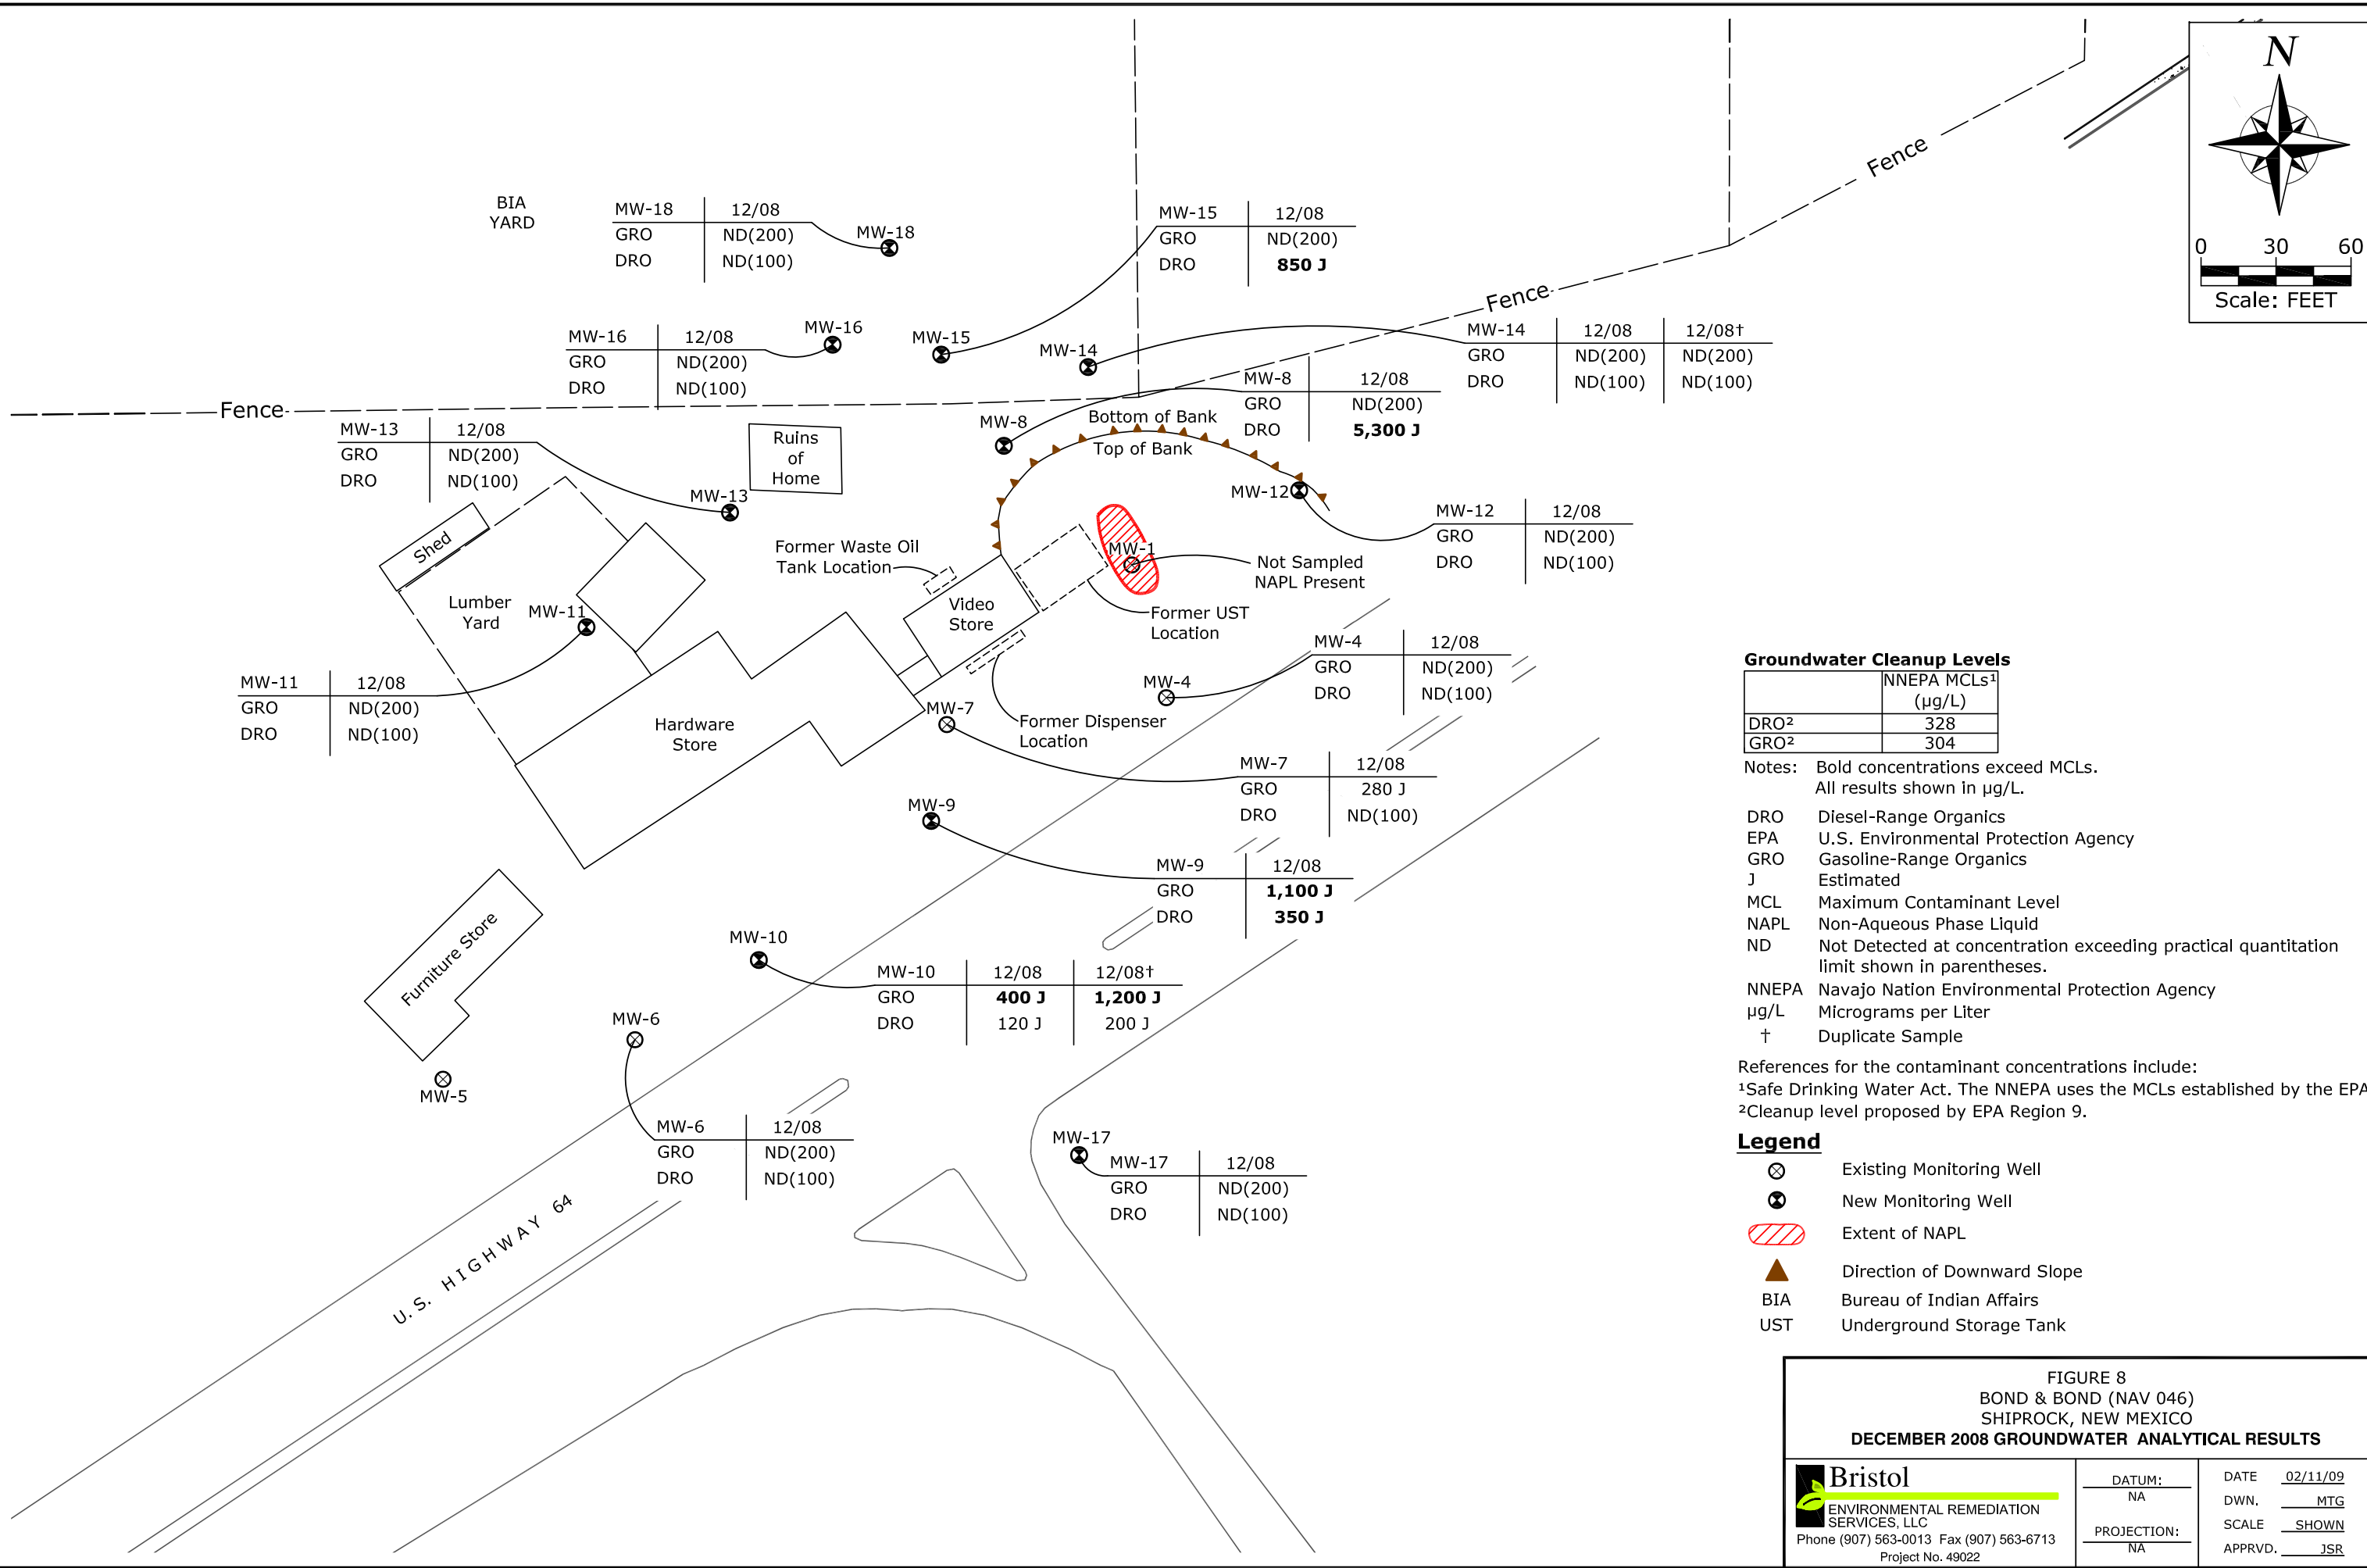 N
0 30 60
Scale: FEET
Fence
Fence
Fence
BIA
YARD
MW-18 12/08
GRO ND(200)
DRO ND(100)
MW-18
MW-15 12/08
GRO ND(200)
DRO 850 J
MW-15
MW-16 12/08
GRO ND(200)
DRO ND(100)
MW-16
MW-14
MW-14 12/08 12/08†
GRO ND(200) ND(200)
DRO ND(100) ND(100)
MW-8 12/08
GRO ND(200)
DRO 5,300 J
MW-8
Bottom of Bank
Top of Bank
MW-13 12/08
GRO ND(200)
DRO ND(100)
MW-13
Ruins
of
Home
MW-12
MW-12 12/08
GRO ND(200)
DRO ND(100)
Shed
Former Waste Oil
Tank Location
MW-1
Not Sampled
NAPL Present
Lumber
Yard
MW-11
Video
Store
Former UST
Location
MW-4 12/08
GRO ND(200)
DRO ND(100)
MW-4
MW-11 12/08
GRO ND(200)
DRO ND(100)
Hardware
Store
MW-7
Former Dispenser
Location
MW-7 12/08
GRO 280 J
DRO ND(100)
MW-9
MW-9 12/08
GRO 1,100 J
DRO 350 J
Furniture Store
MW-10
MW-10 12/08 12/08†
GRO 400 J 1,200 J
DRO 120 J 200 J
MW-6
MW-5
MW-6 12/08
GRO ND(200)
DRO ND(100)
MW-17
MW-17 12/08
GRO ND(200)
DRO ND(100)
U.S. HIGHWAY 64
Groundwater Cleanup Levels
NNEPA MCLs¹
(µg/L)
DRO² 328
GRO² 304
Notes: Bold concentrations exceed MCLs.
All results shown in µg/L.
DRO Diesel-Range Organics
EPA U.S. Environmental Protection Agency
GRO Gasoline-Range Organics
J Estimated
MCL Maximum Contaminant Level
NAPL Non-Aqueous Phase Liquid
ND Not Detected at concentration exceeding practical quantitation
limit shown in parentheses.
NNEPA Navajo Nation Environmental Protection Agency
µg/L Micrograms per Liter
† Duplicate Sample
References for the contaminant concentrations include:
¹Safe Drinking Water Act. The NNEPA uses the MCLs established by the EPA
²Cleanup level proposed by EPA Region 9.
Legend
Existing Monitoring Well
New Monitoring Well
Extent of NAPL
Direction of Downward Slope
BIA Bureau of Indian Affairs
UST Underground Storage Tank
FIGURE 8
BOND & BOND (NAV 046)
SHIPROCK, NEW MEXICO
DECEMBER 2008 GROUNDWATER ANALYTICAL RESULTS
Bristol
ENVIRONMENTAL REMEDIATION
SERVICES, LLC
Phone (907) 563-0013 Fax (907) 563-6713
Project No. 49022
DATUM:
NA
PROJECTION:
NA
DATE 02/11/09
DWN. MTG
SCALE SHOWN
APPRVD. JSR